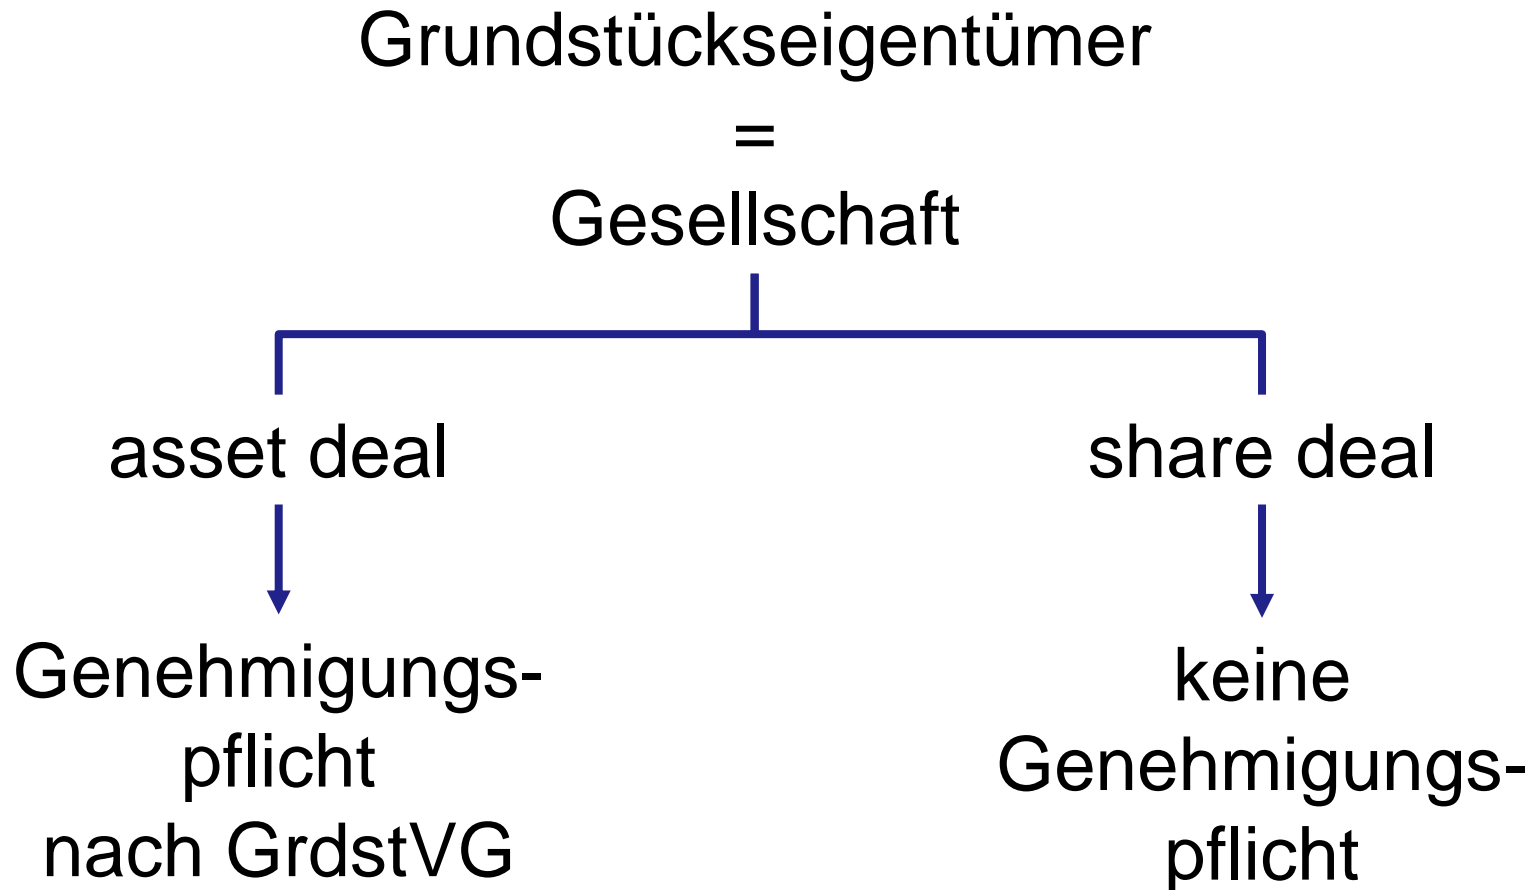 Grundstückseigentümer
=
Gesellschaft
asset deal
share deal
Genehmigungs-
pflicht
nach GrdstVG
keine
Genehmigungs-
pflicht